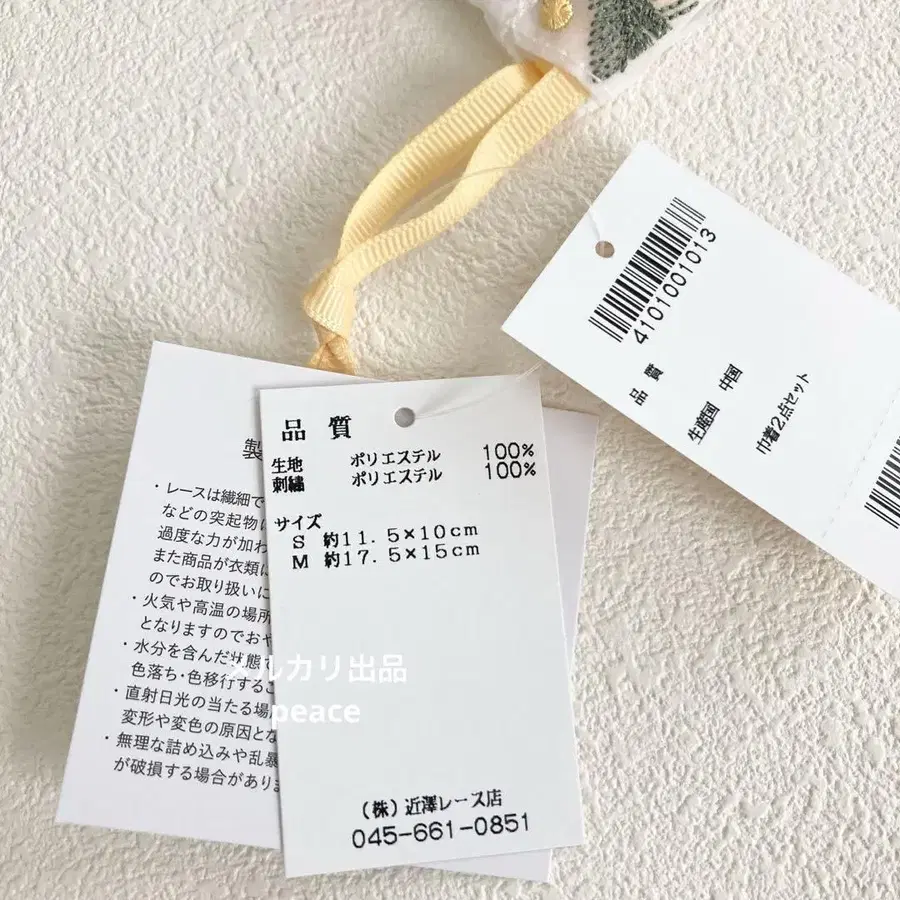 4101001013
品 質
生産国 中国
巾着2点セット
製
・レースは繊細で
などの突起物に
過度な力が加わ
また商品が衣類に
のでお取り扱いに
・火気や高温の場所
となりますのでおや
・水分を含んだ状態で
色落ち・色移行するこ
・直射日光の当たる場
変形や変色の原因とな
・無理な詰め込みや乱暴
が破損する場合があります
品 質
生地 ポリエステル 100%
刺繍 ポリエステル 100%
サイズ
S 約11.5×10cm
M 約17.5×15cm
メルカリ出品
peace
（株）近澤レース店
045-661-0851